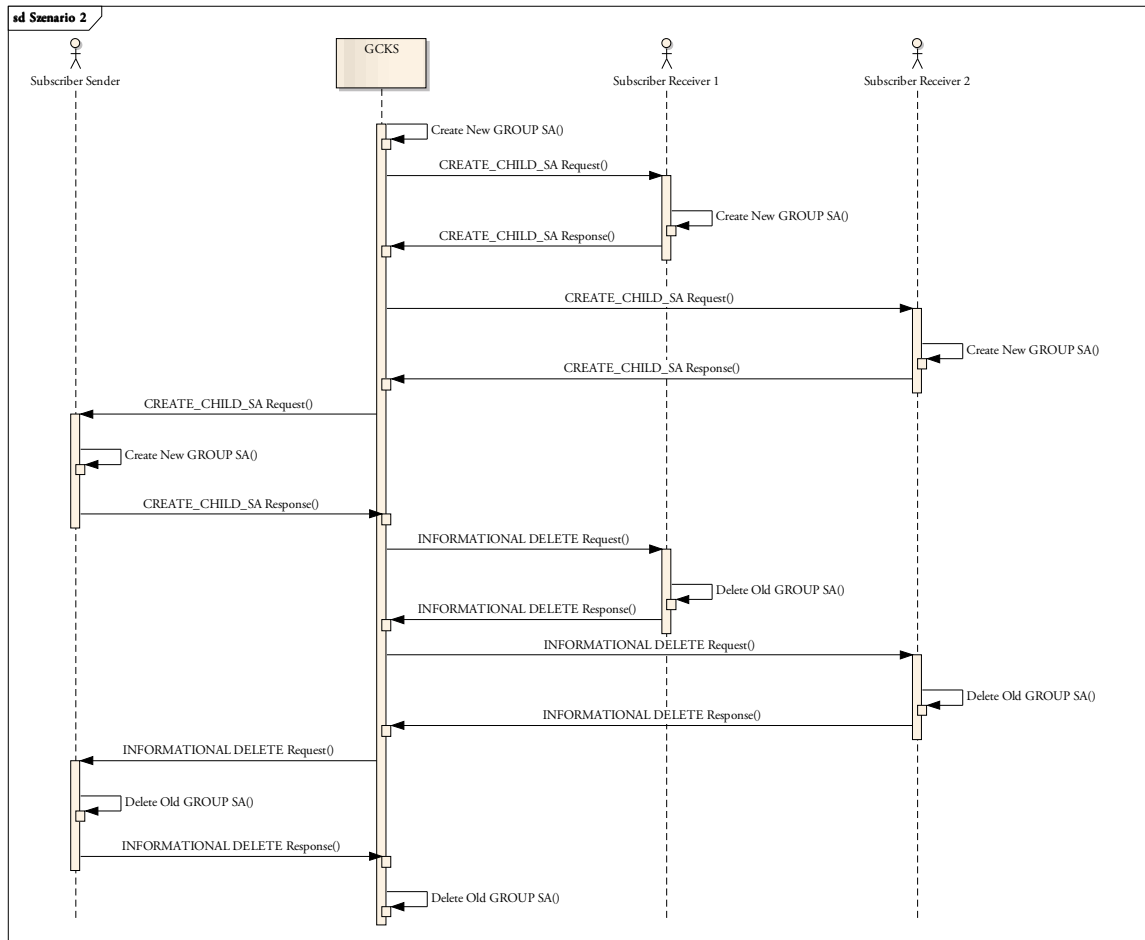 sd Szenario 2
Subscriber Sender
GCKS
Subscriber Receiver 1
Subscriber Receiver 2
Create New GROUP SA()
CREATE_CHILD_SA Request()
Create New GROUP SA()
CREATE_CHILD_SA Response()
CREATE_CHILD_SA Request()
Create New GROUP SA()
CREATE_CHILD_SA Response()
CREATE_CHILD_SA Request()
Create New GROUP SA()
CREATE_CHILD_SA Response()
INFORMATIONAL DELETE Request()
Delete Old GROUP SA()
INFORMATIONAL DELETE Response()
INFORMATIONAL DELETE Request()
Delete Old GROUP SA()
INFORMATIONAL DELETE Response()
INFORMATIONAL DELETE Request()
Delete Old GROUP SA()
INFORMATIONAL DELETE Response()
Delete Old GROUP SA()